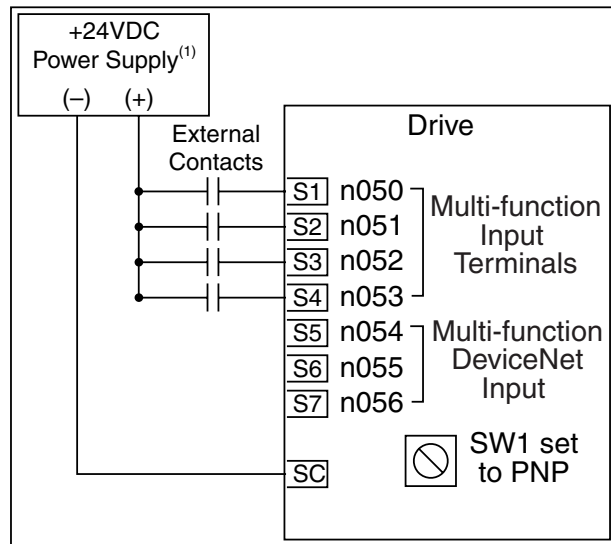 +24VDC
Power Supply(1)
(–) (+)
External
Contacts
Drive
S1 n050
S2 n051
S3 n052
S4 n053
Multi-function
Input
Terminals
S5 n054
S6 n055
S7 n056
Multi-function
DeviceNet
Input
SC
SW1 set
to PNP